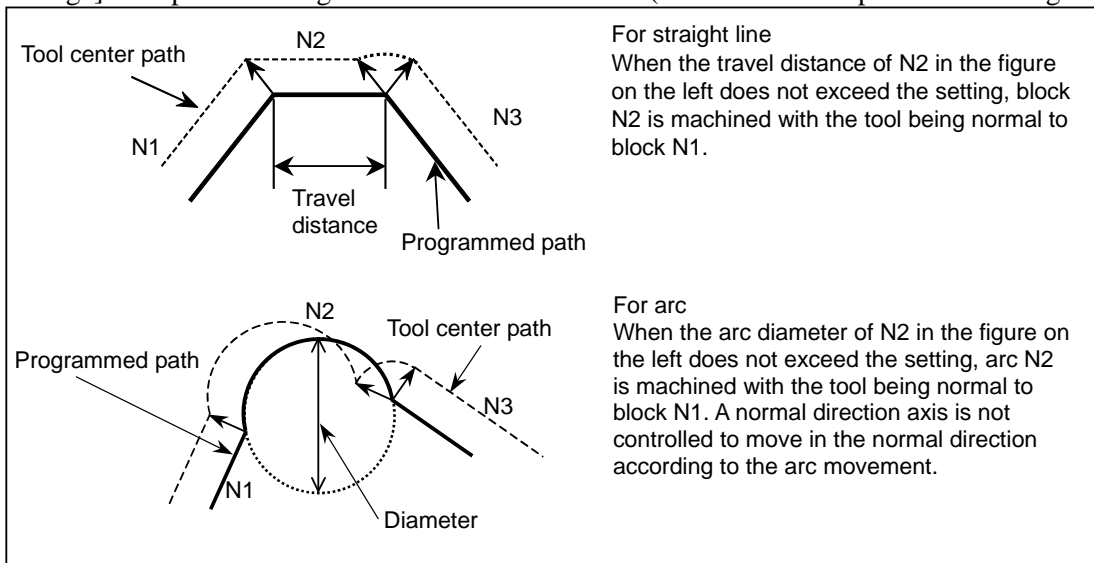 N2
Tool center path
N1
N3
Travel
distance
Programmed path
For straight line
When the travel distance of N2 in the figure
on the left does not exceed the setting, block
N2 is machined with the tool being normal to
block N1.
N2
Tool center path
Programmed path
N3
N1
Diameter
For arc
When the arc diameter of N2 in the figure on
the left does not exceed the setting, arc N2
is machined with the tool being normal to
block N1. A normal direction axis is not
controlled to move in the normal direction
according to the arc movement.